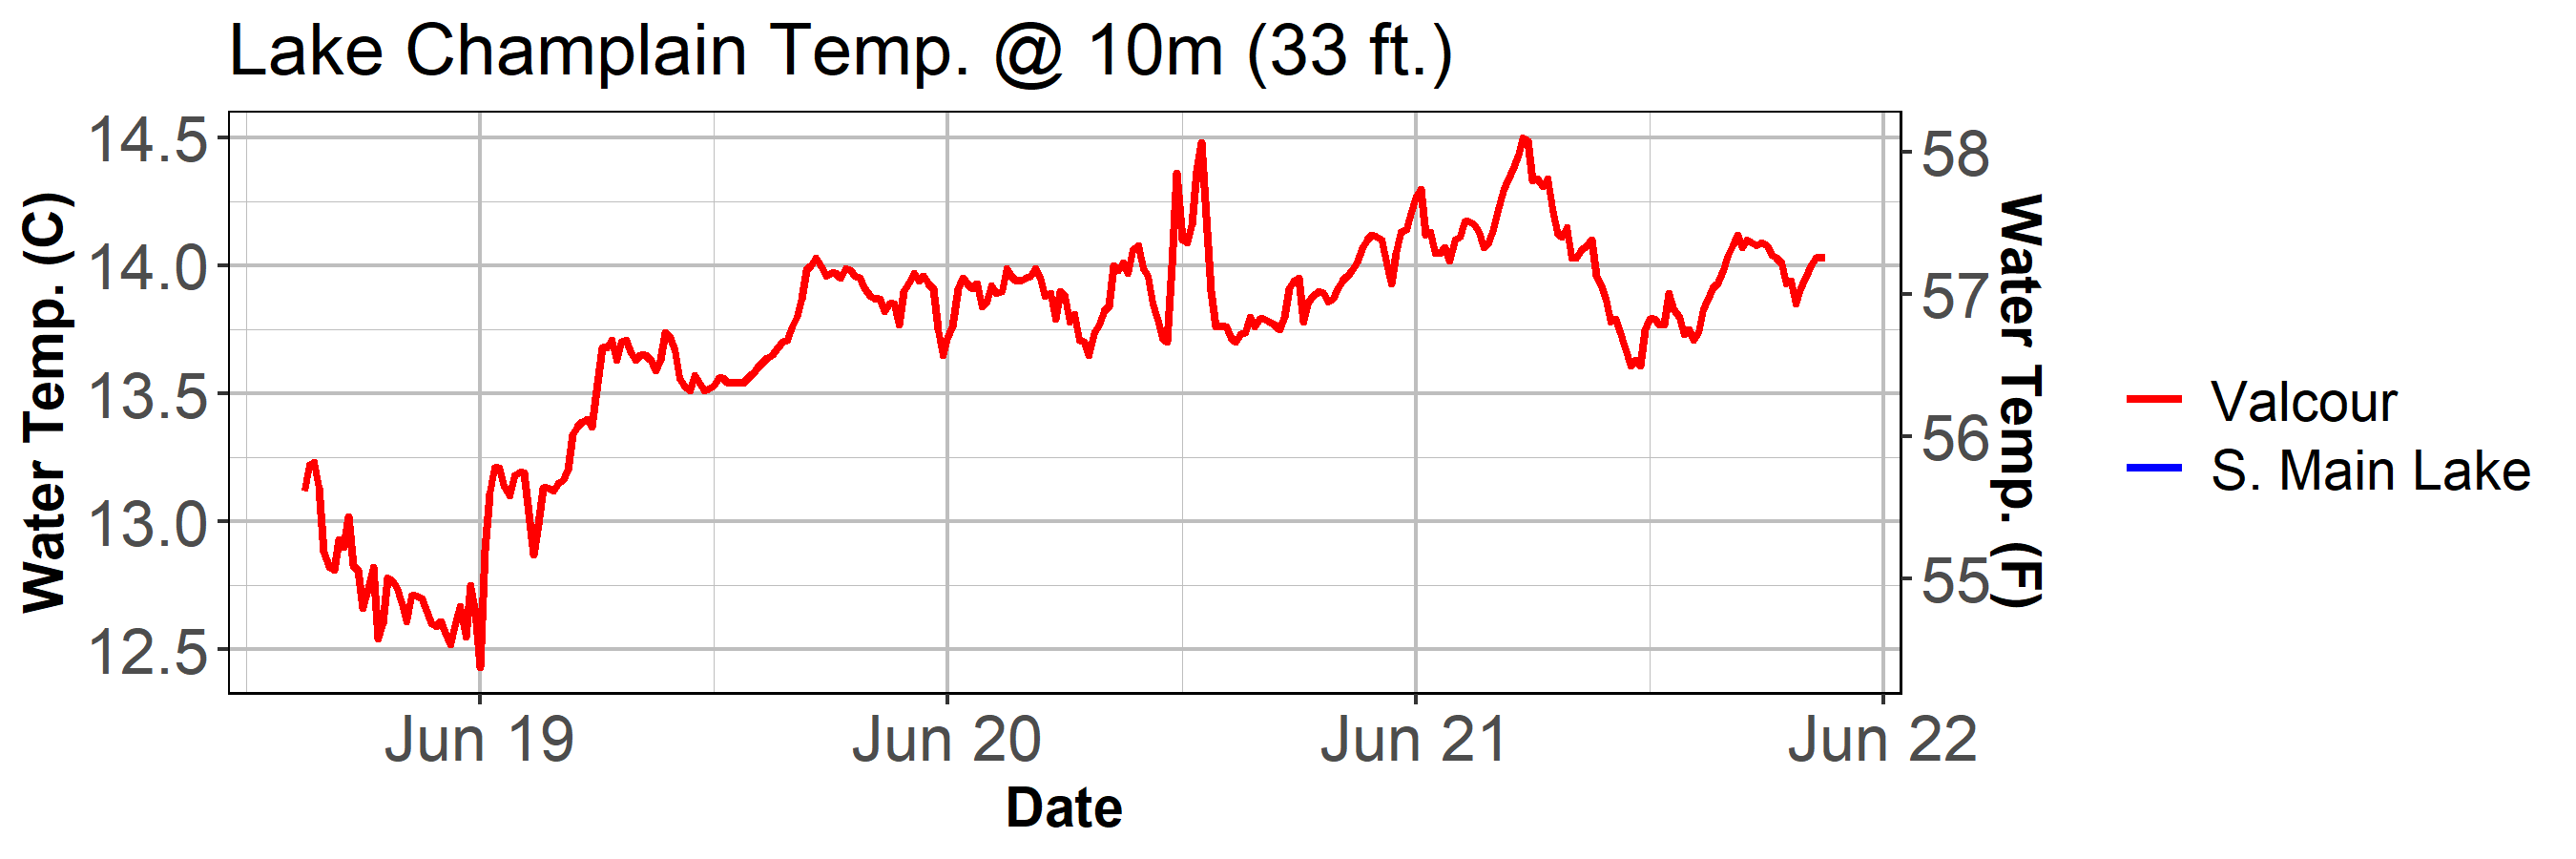 Lake Champlain Temp. @ 10m (33 ft.)
Water Temp. (C)
14.5
14.0
13.5
13.0
12.5
58
57
56
55
Water Temp. (F)
Jun 19
Jun 20
Jun 21
Jun 22
Date
Valcour
S. Main Lake